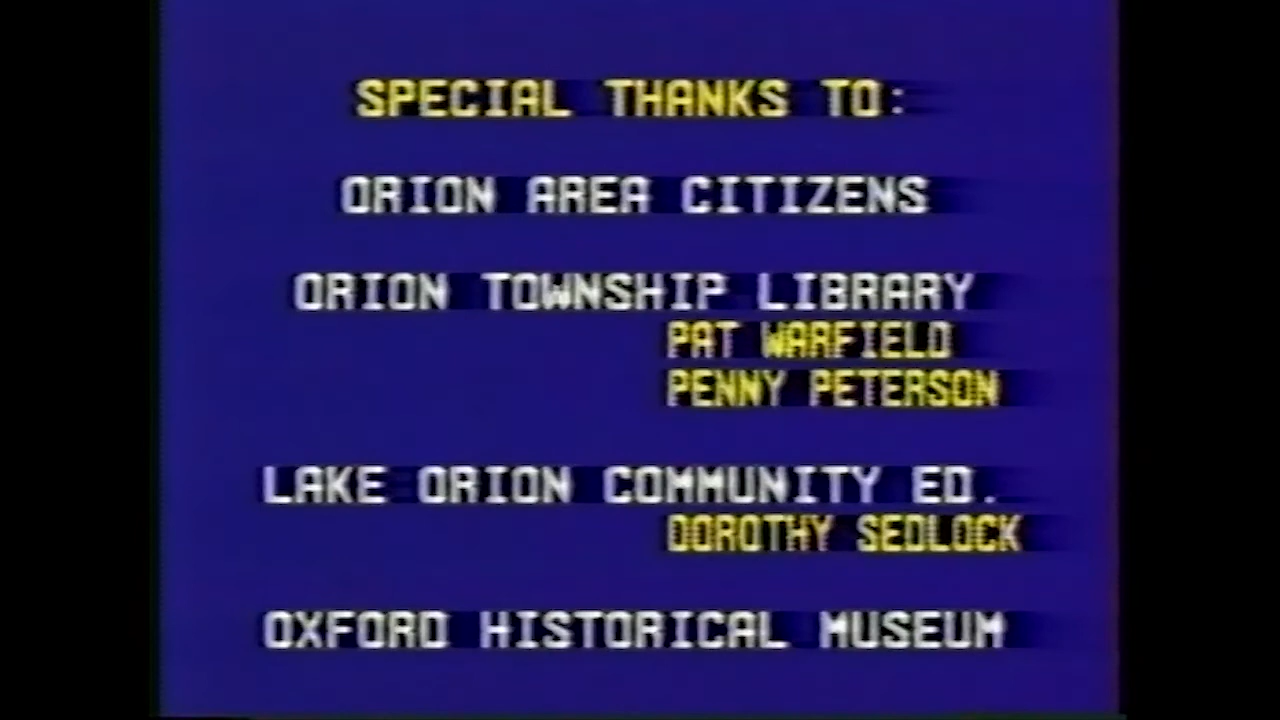 SPECIAL THANKS TO:
ORION AREA CITIZENS
ORION TOWNSHIP LIBRARY
PAT WARFIELD
PENNY PETERSON
LAKE ORION COMMUNITY ED.
DOROTHY SEDLOCK
OXFORD HISTORICAL MUSEUM